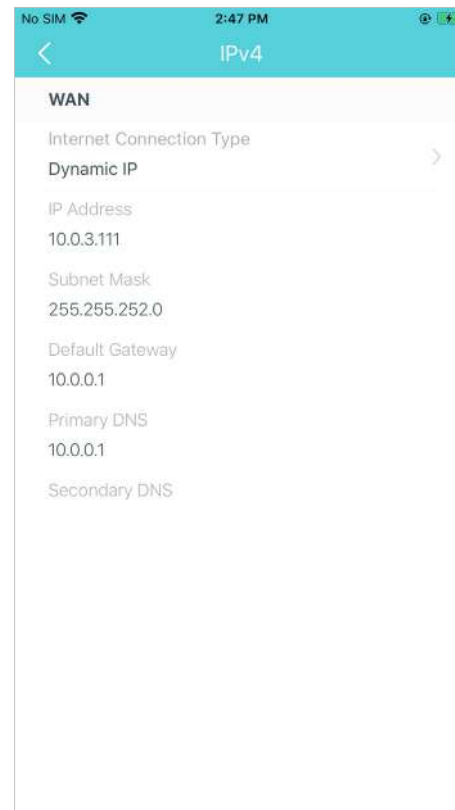 No SIM 2:47 PM
IPv4
WAN
Internet Connection Type
Dynamic IP
IP Address
10.0.3.111
Subnet Mask
255.255.252.0
Default Gateway
10.0.0.1
Primary DNS
10.0.0.1
Secondary DNS